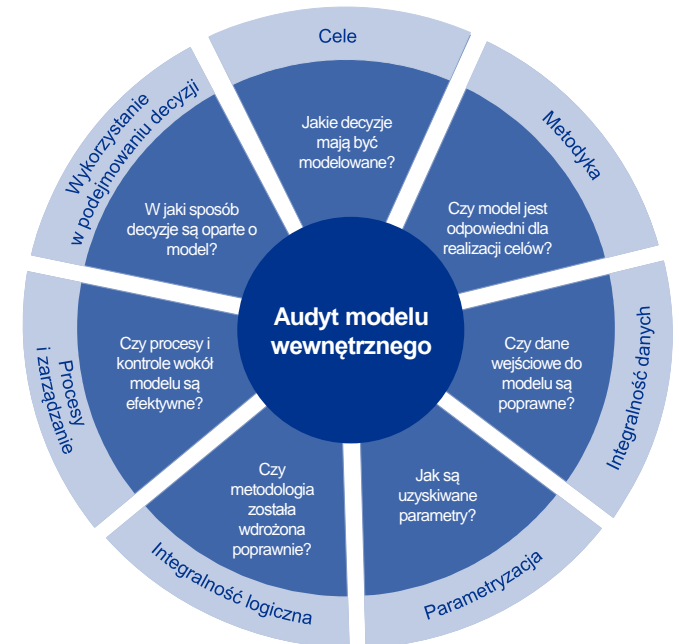 Cele
Jakie decyzje
mają być
modelowane?
Metodyka
Czy model jest
odpowiedni dla
realizacji celów?
Integralność danych
Czy dane
wejściowe do
modelu są
poprawne?
Parametryzacja
Jak są
uzyskiwane
parametry?
Integralność logiczna
Czy
metodologia
została
wdrożona
poprawnie?
Procesy
i zarządzanie
Czy procesy i
kontrole wokół
modelu są
efektywne?
Wykorzystanie
w podejmowaniu decyzji
W jaki sposób
decyzje są oparte o
model?
Audyt modelu
wewnętrznego